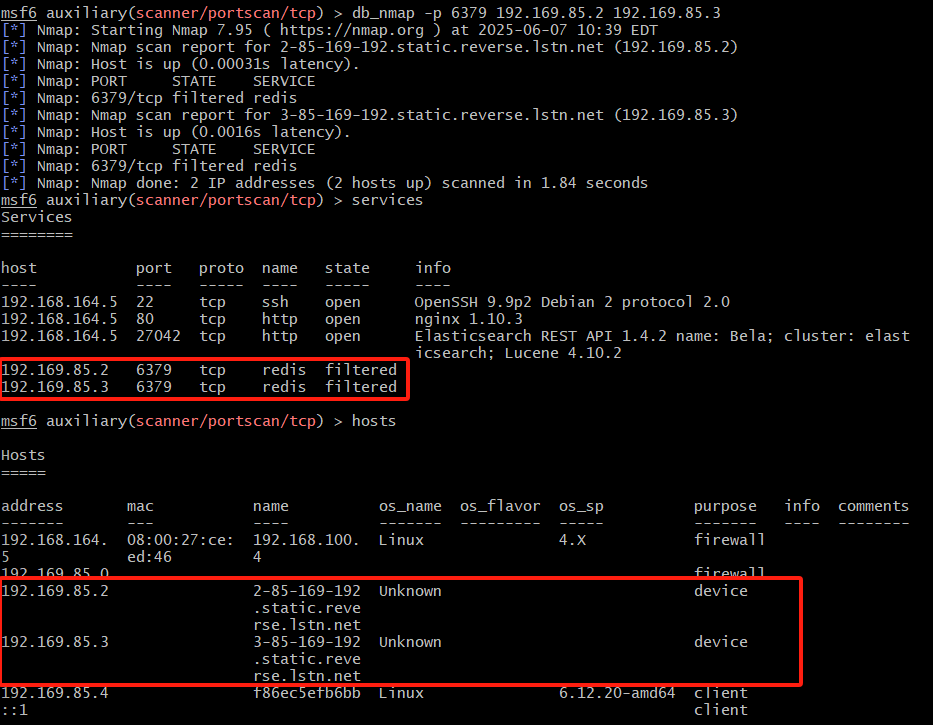 msf6 auxiliary(scanner/portscan/tcp) > db_nmap -p 6379 192.169.85.2 192.169.85.3
[*] Nmap: Starting Nmap 7.95 ( https://nmap.org ) at 2025-06-07 10:39 EDT
[*] Nmap: Nmap scan report for 2-85-169-192.static.reverse.lstn.net (192.169.85.2)
[*] Nmap: Host is up (0.00031s latency).
[*] Nmap: PORT     STATE    SERVICE
[*] Nmap: 6379/tcp filtered redis
[*] Nmap: Nmap scan report for 3-85-169-192.static.reverse.lstn.net (192.169.85.3)
[*] Nmap: Host is up (0.0016s latency).
[*] Nmap: PORT     STATE    SERVICE
[*] Nmap: 6379/tcp filtered redis
[*] Nmap: Nmap done: 2 IP addresses (2 hosts up) scanned in 1.84 seconds
msf6 auxiliary(scanner/portscan/tcp) > services
Services
========
host           port   proto  name   state     info
----           ----   -----  ----   -----     ----
192.168.164.5  22     tcp    ssh    open      OpenSSH 9.9p2 Debian 2 protocol 2.0
192.168.164.5  80     tcp    http   open      nginx 1.10.3
192.168.164.5  27042  tcp    http   open      Elasticsearch REST API 1.4.2 name: Bela; cluster: elast
icsearch; Lucene 4.10.2
192.169.85.2   6379   tcp    redis  filtered
192.169.85.3   6379   tcp    redis  filtered
msf6 auxiliary(scanner/portscan/tcp) > hosts
Hosts
=====
address       mac           name          os_name  os_flavor  os_sp          purpose   info  comments
-------       ---           ----          -------  ---------  -----          -------   ----  --------
192.168.164.  08:00:27:ce:  192.168.100.  Linux               4.X            firewall
5             ed:46         4
192.169.85.0                                                                 firewall
192.169.85.2                2-85-169-192  Unknown                            device
.static.reve
rse.lstn.net
192.169.85.3                3-85-169-192  Unknown                            device
.static.reve
rse.lstn.net
192.169.85.4                f86ec5efb6bb  Linux               6.12.20-amd64  client
::1                                                                          client